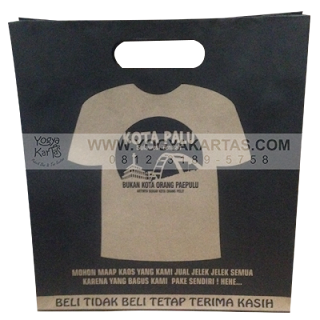 KOTA PALU
Yogya
Kartas
WWW.YOGYAKARTAS.COM
BUKAN KOTA ORANG PAEPULU
MOHON MAAP KAOS YANG KAMI JUAL JELEK JELEK SEMUA
KARENA YANG BAGUS KAMI PAKE SENDIRI ! HEHE...
BELI TIDAK BELI TETAP TERIMA KASIH